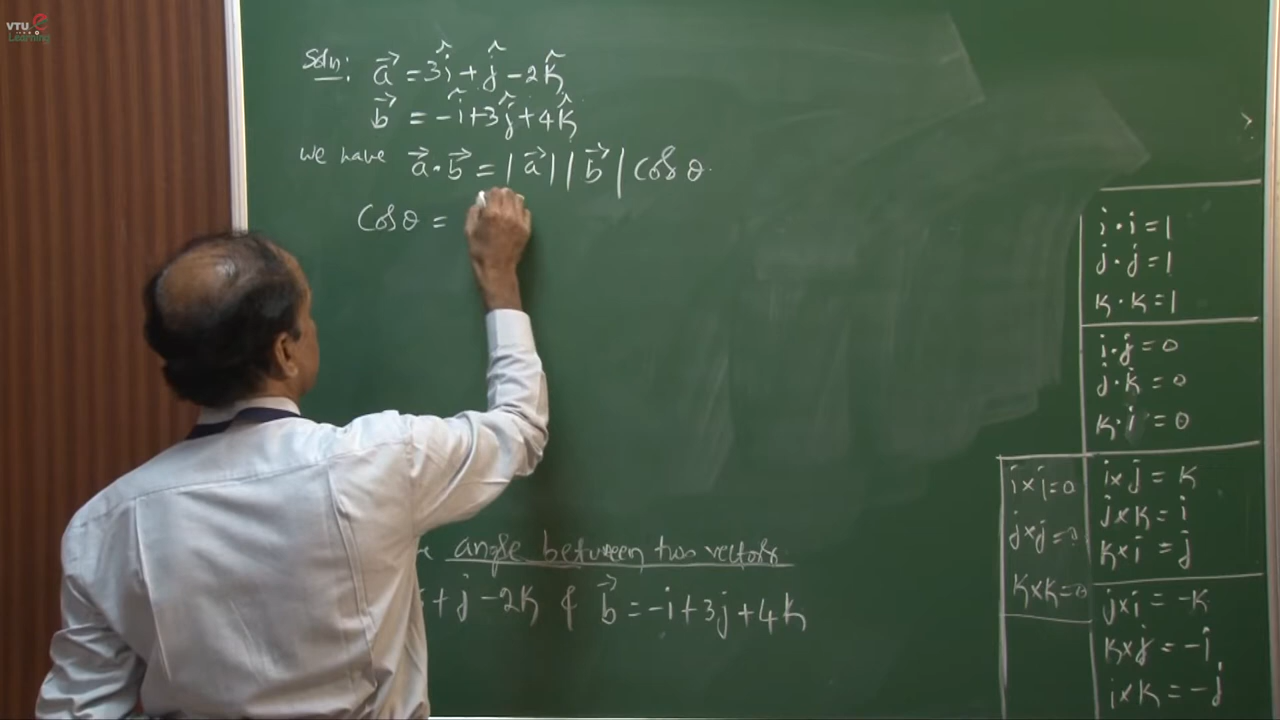 VTU e
Learning
Soln: a⃗ = 3î + ĵ - 2k̂
b⃗ = -î + 3ĵ + 4k̂
We have a⃗ · b⃗ = |a⃗| |b⃗| cos θ.
Cos θ =
angle between two vectors.
+ j - 2k & b⃗ = -i + 3j + 4k
i · i = 1
j · j = 1
k · k = 1
i · j = 0
j · k = 0
k · i = 0
i × j = k
j × k = i
k × i = j
j × i = -k
k × j = -i
i × k = -j
i × i = 0
j × j = 0
k × k = 0